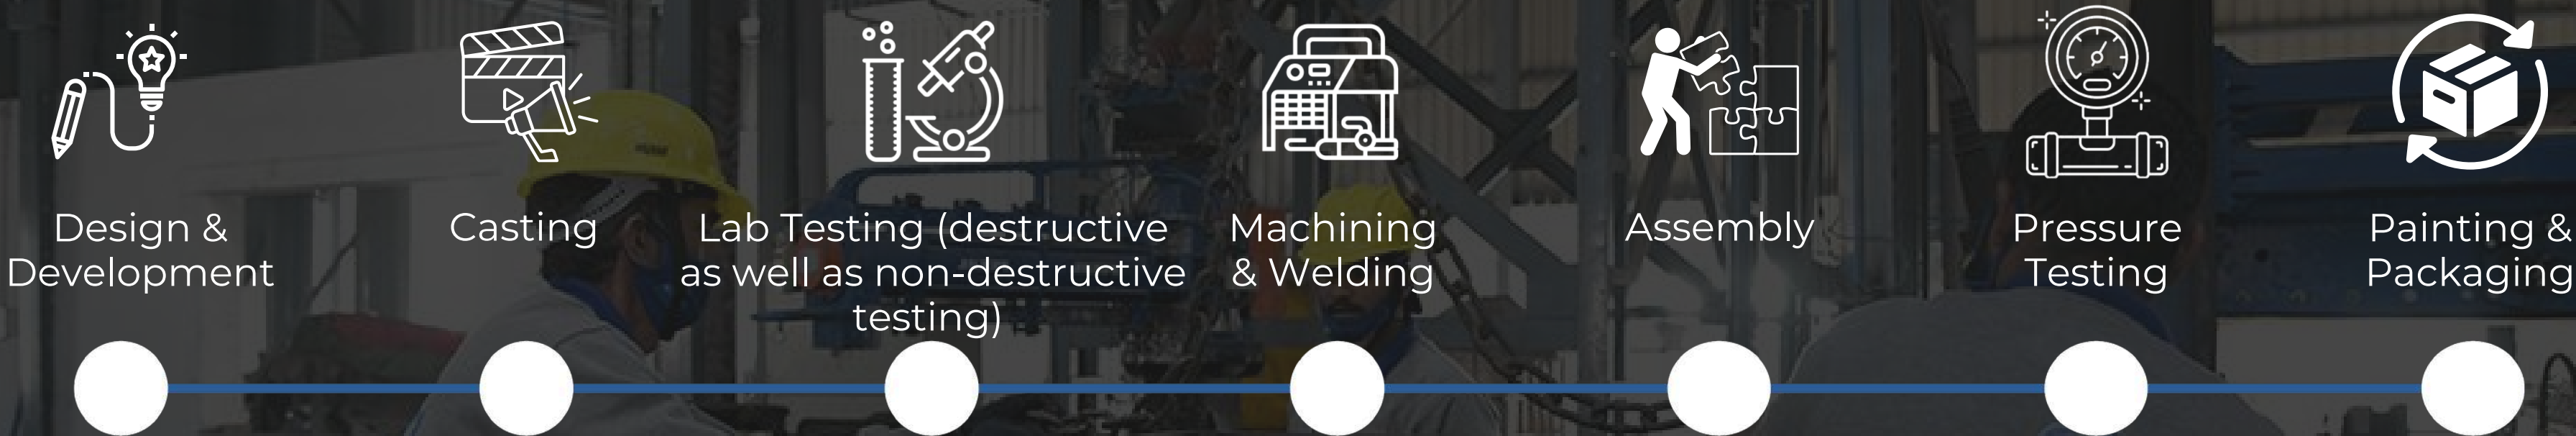 Design &
Development
Casting
Lab Testing (destructive
as well as non-destructive
testing)
Machining
& Welding
Assembly
Pressure
Testing
Painting &
Packaging